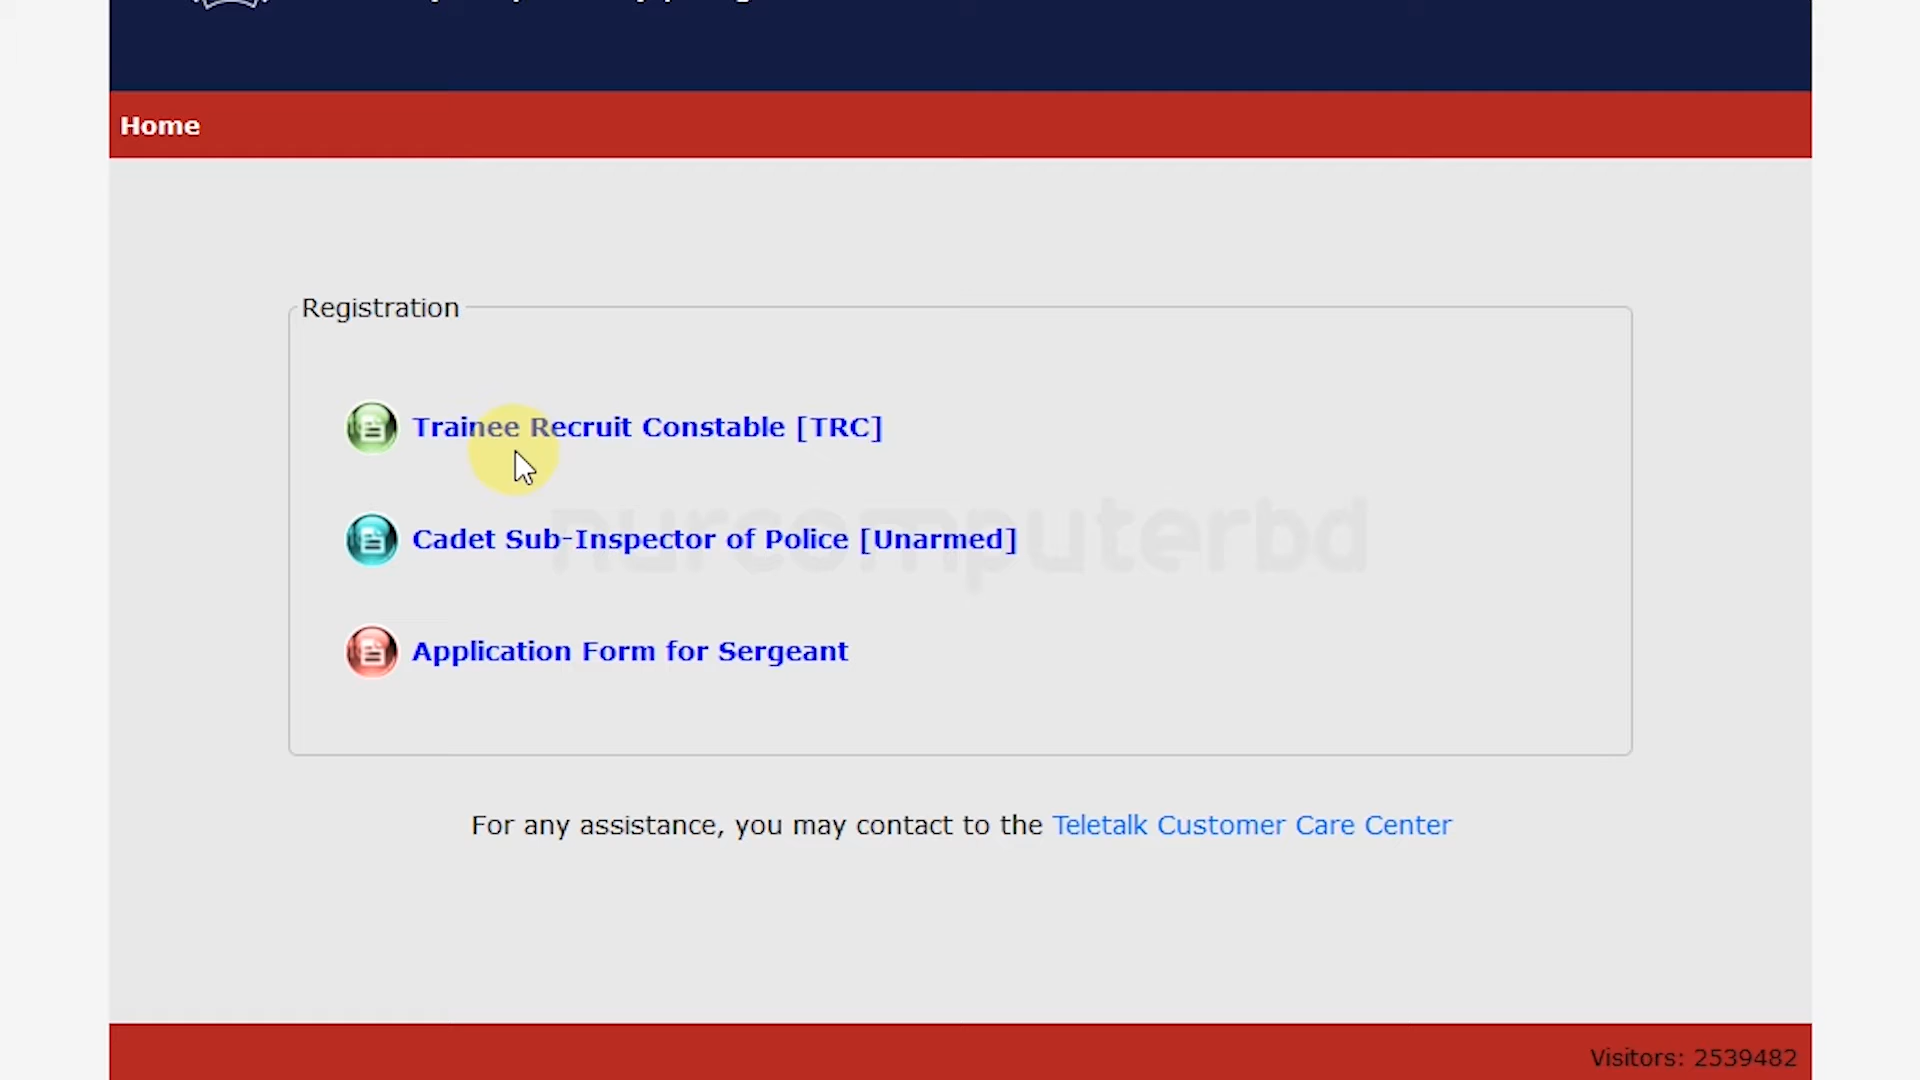 Home
Registration
Trainee Recruit Constable [TRC]
Cadet Sub-Inspector of Police [Unarmed]
nurcomputerbd
Application Form for Sergeant
For any assistance, you may contact to the Teletalk Customer Care Center
Visitors: 2539482